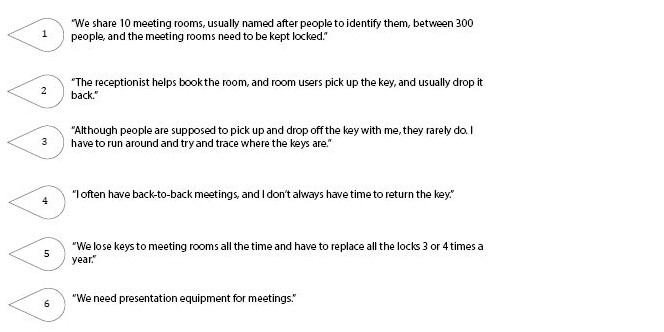 1
"We share 10 meeting rooms, usually named after people to identify them, between 300
people, and the meeting rooms need to be kept locked."
2
"The receptionist helps book the room, and room users pick up the key, and usually drop it
back."
3
"Although people are supposed to pick up and drop off the key with me, they rarely do. I
have to run around and try and trace where the keys are."
4
"I often have back-to-back meetings, and I don't always have time to return the key."
5
"We lose keys to meeting rooms all the time and have to replace all the locks 3 or 4 times a
year."
6
"We need presentation equipment for meetings."